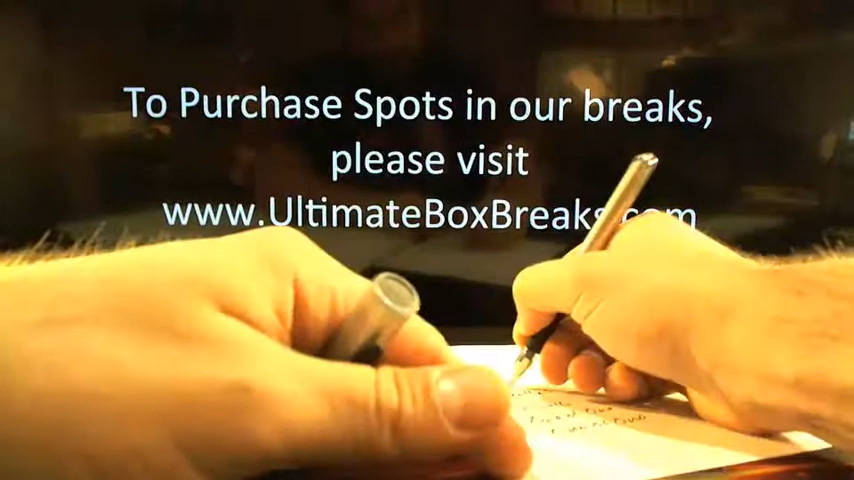 To Purchase Spots in our breaks,
please visit
www.UltimateBoxBreaks.com